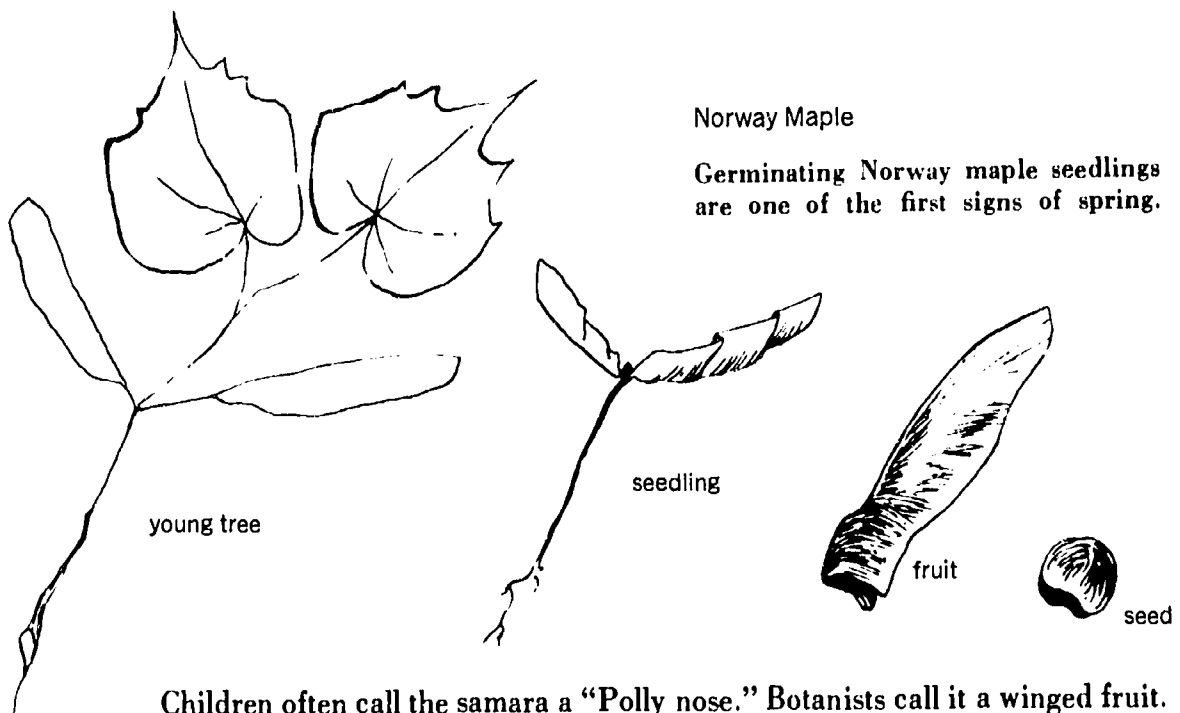 Norway Maple
Germinating Norway maple seedlings
are one of the first signs of spring.
seedling
young tree
fruit
seed
Children often call the samara a “Polly nose.” Botanists call it a winged fruit.